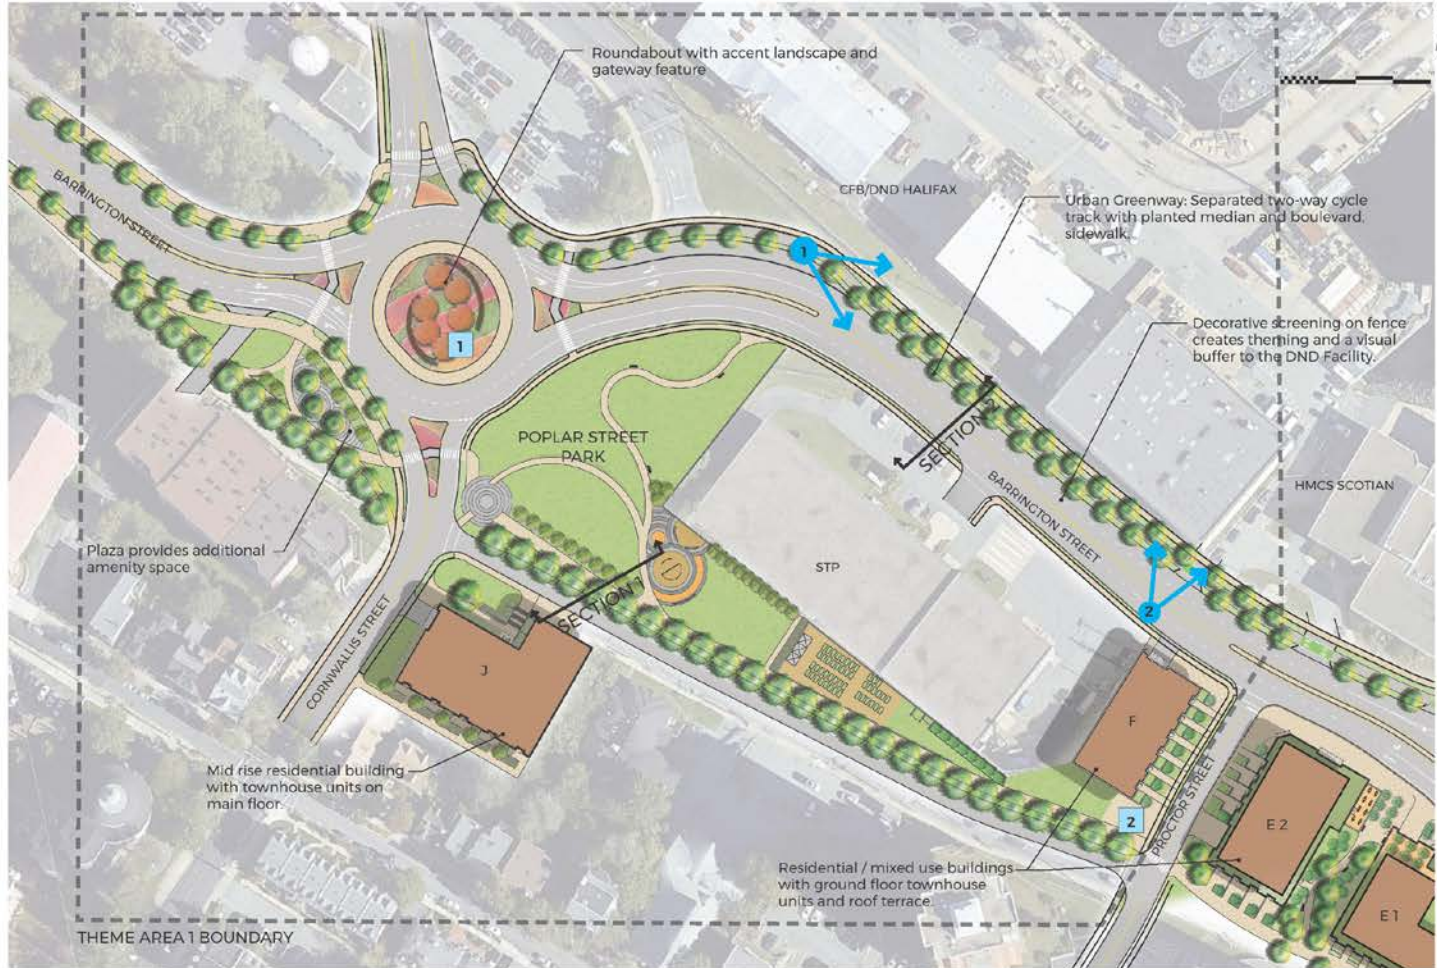 Roundabout with accent landscape and
gateway feature
BARRINGTON STREET
CFB/DND HALIFAX
Urban Greenway: Separated two-way cycle
track with planted median and boulevard,
sidewalk.
1
1
Decorative screening on fence
creates theming and a visual
buffer to the DND Facility.
POPLAR STREET
PARK
SECTION 2
BARRINGTON STREET
HMCS SCOTIAN
Plaza provides additional
amenity space
STP
SECTION 1
2
CORNWALLIS STREET
J
F
Mid rise residential building
with townhouse units on
main floor.
2
PROCTOR STREET
E 2
Residential / mixed use buildings
with ground floor townhouse
units and roof terrace.
E 1
THEME AREA 1 BOUNDARY